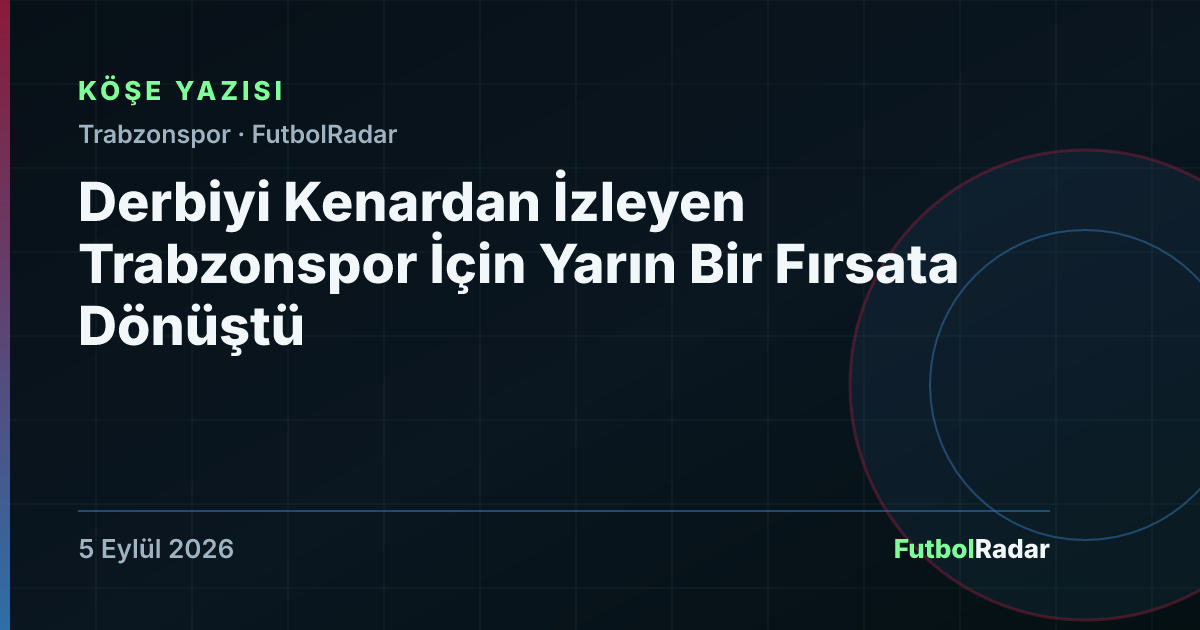 KÖŞE YAZISI
Trabzonspor · FutbolRadar
Derbiyi Kenardan İzleyen
Trabzonspor İçin Yarın Bir Fırsata
Dönüştü
5 Eylül 2026
FutbolRadar